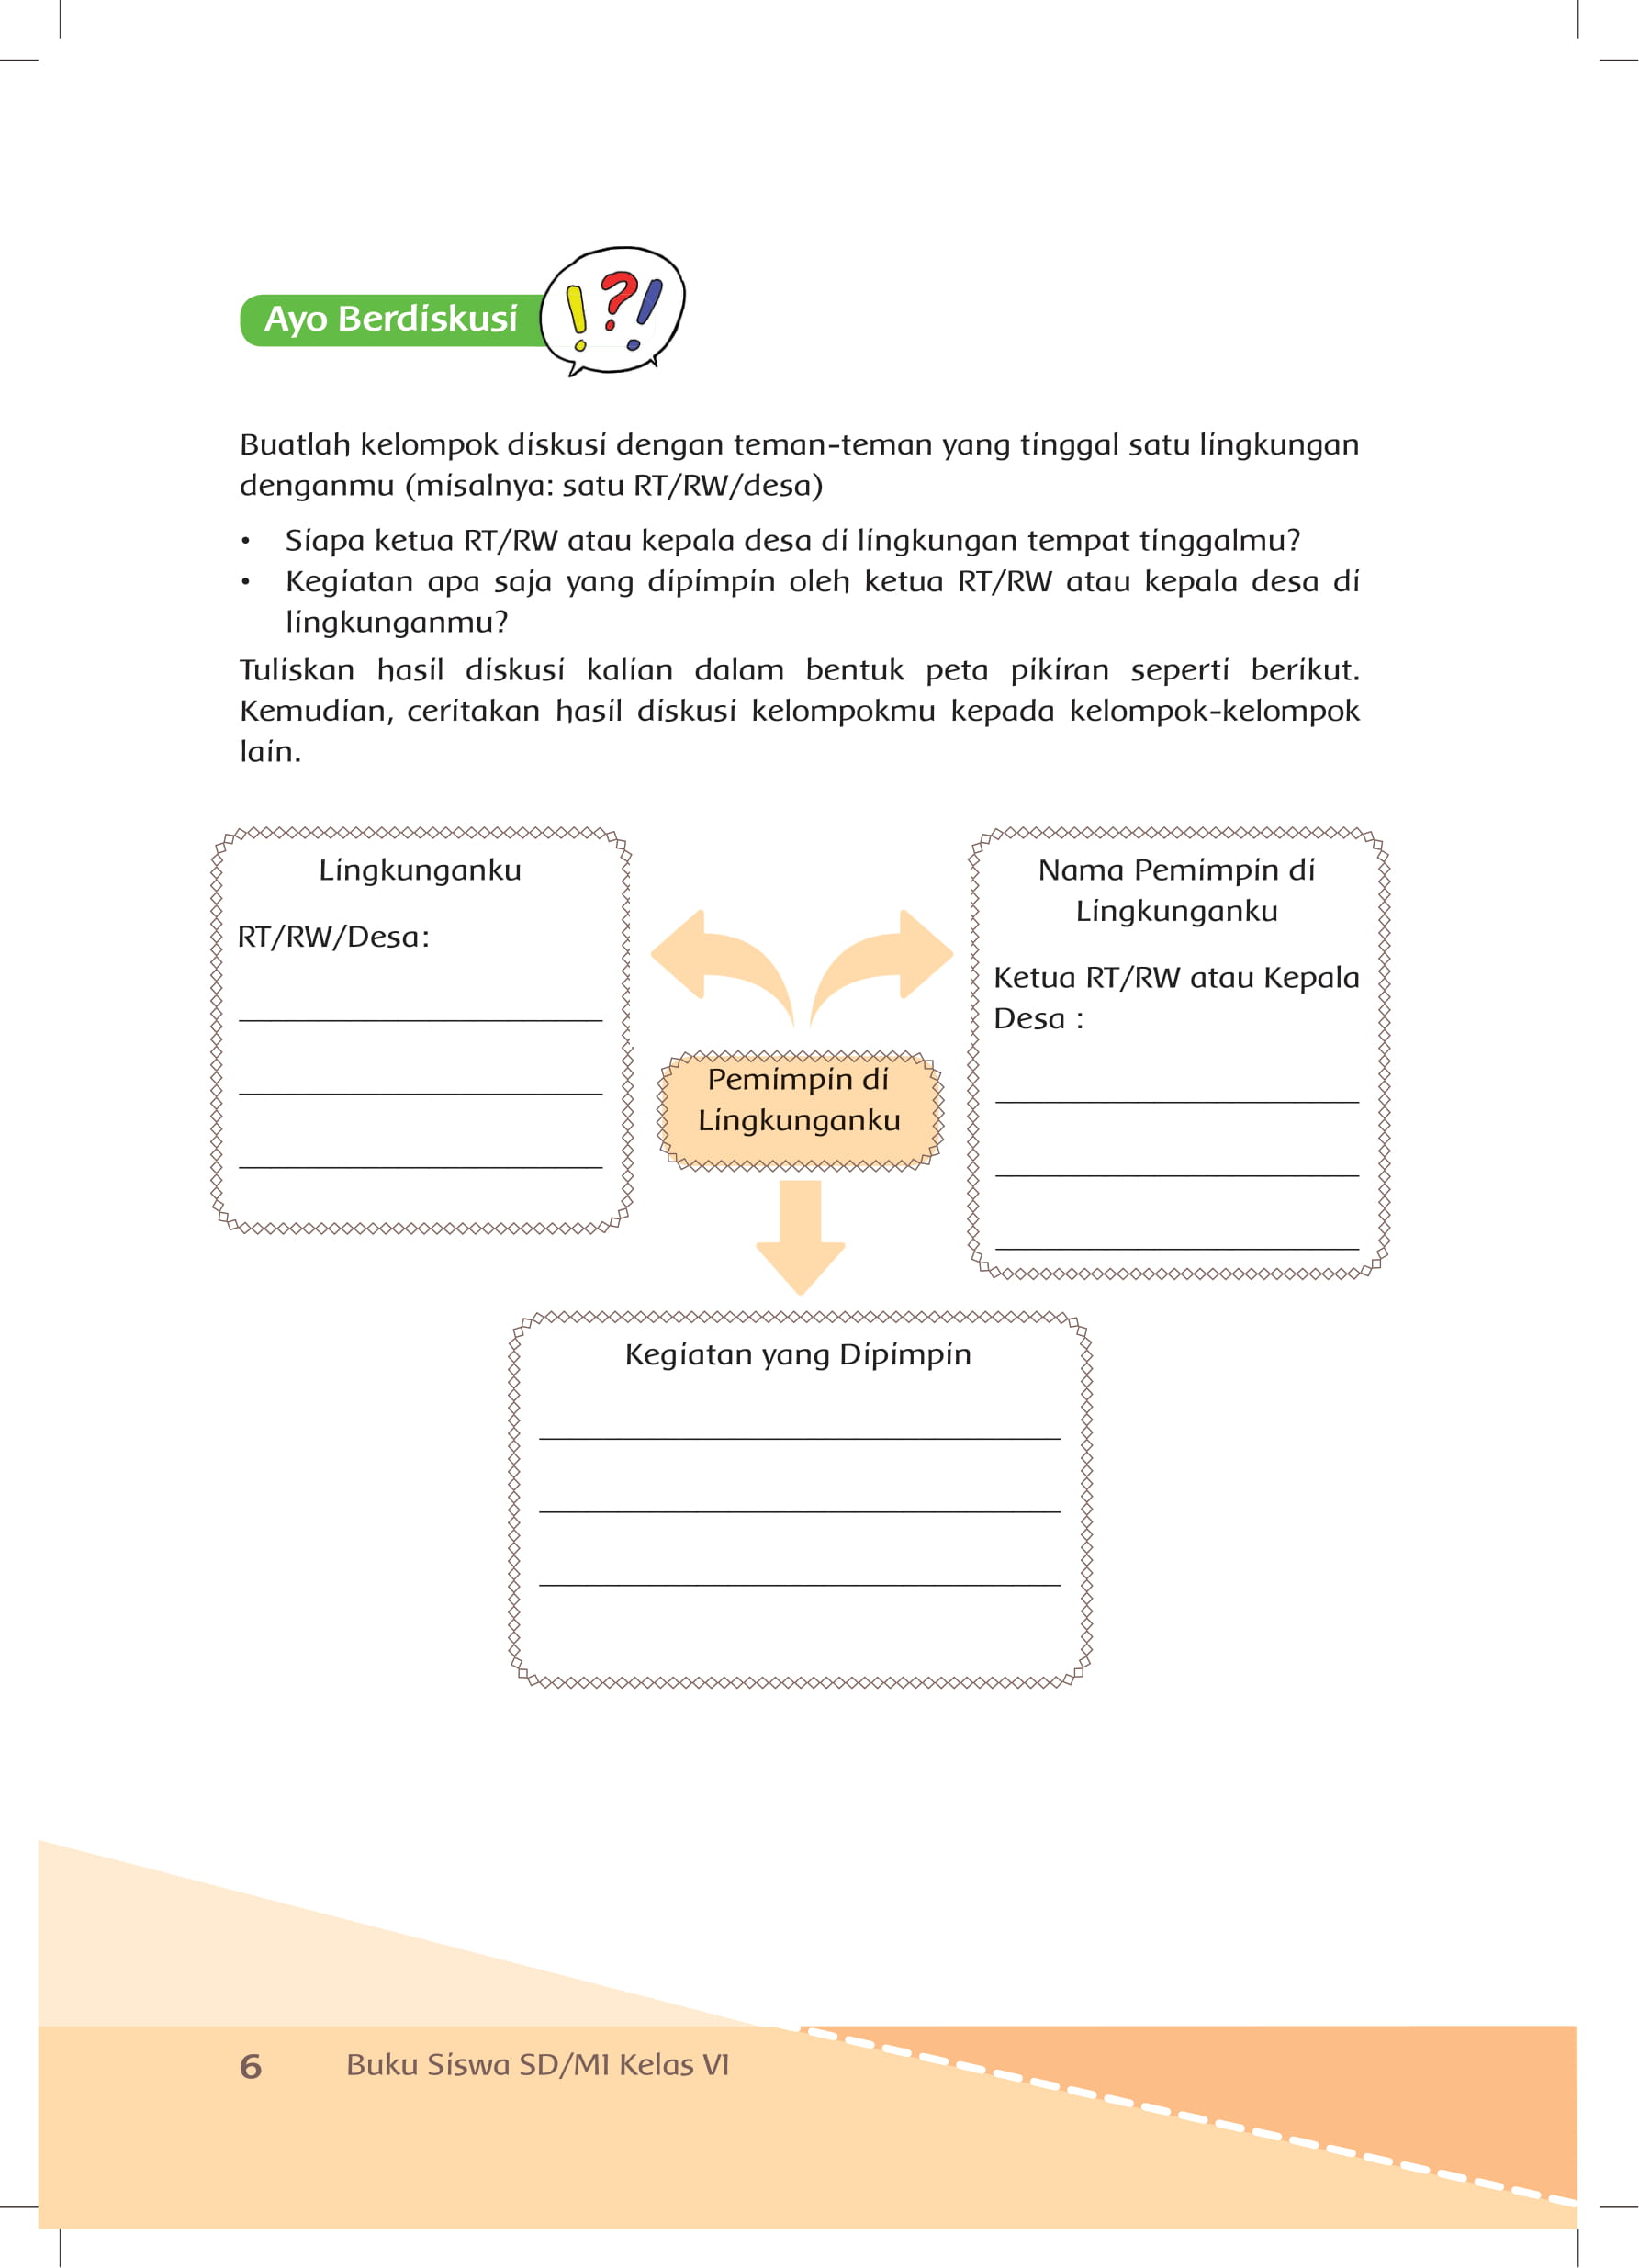 Ayo Berdiskusi
! ? !
Buatlah kelompok diskusi dengan teman-teman yang tinggal satu lingkungan
denganmu (misalnya: satu RT/RW/desa)
• Siapa ketua RT/RW atau kepala desa di lingkungan tempat tinggalmu?
• Kegiatan apa saja yang dipimpin oleh ketua RT/RW atau kepala desa di
lingkunganmu?
Tuliskan hasil diskusi kalian dalam bentuk peta pikiran seperti berikut.
Kemudian, ceritakan hasil diskusi kelompokmu kepada kelompok-kelompok
lain.
Lingkunganku
RT/RW/Desa:
Nama Pemimpin di
Lingkunganku
Ketua RT/RW atau Kepala
Desa :
Pemimpin di
Lingkunganku
Kegiatan yang Dipimpin
6 Buku Siswa SD/MI Kelas VI